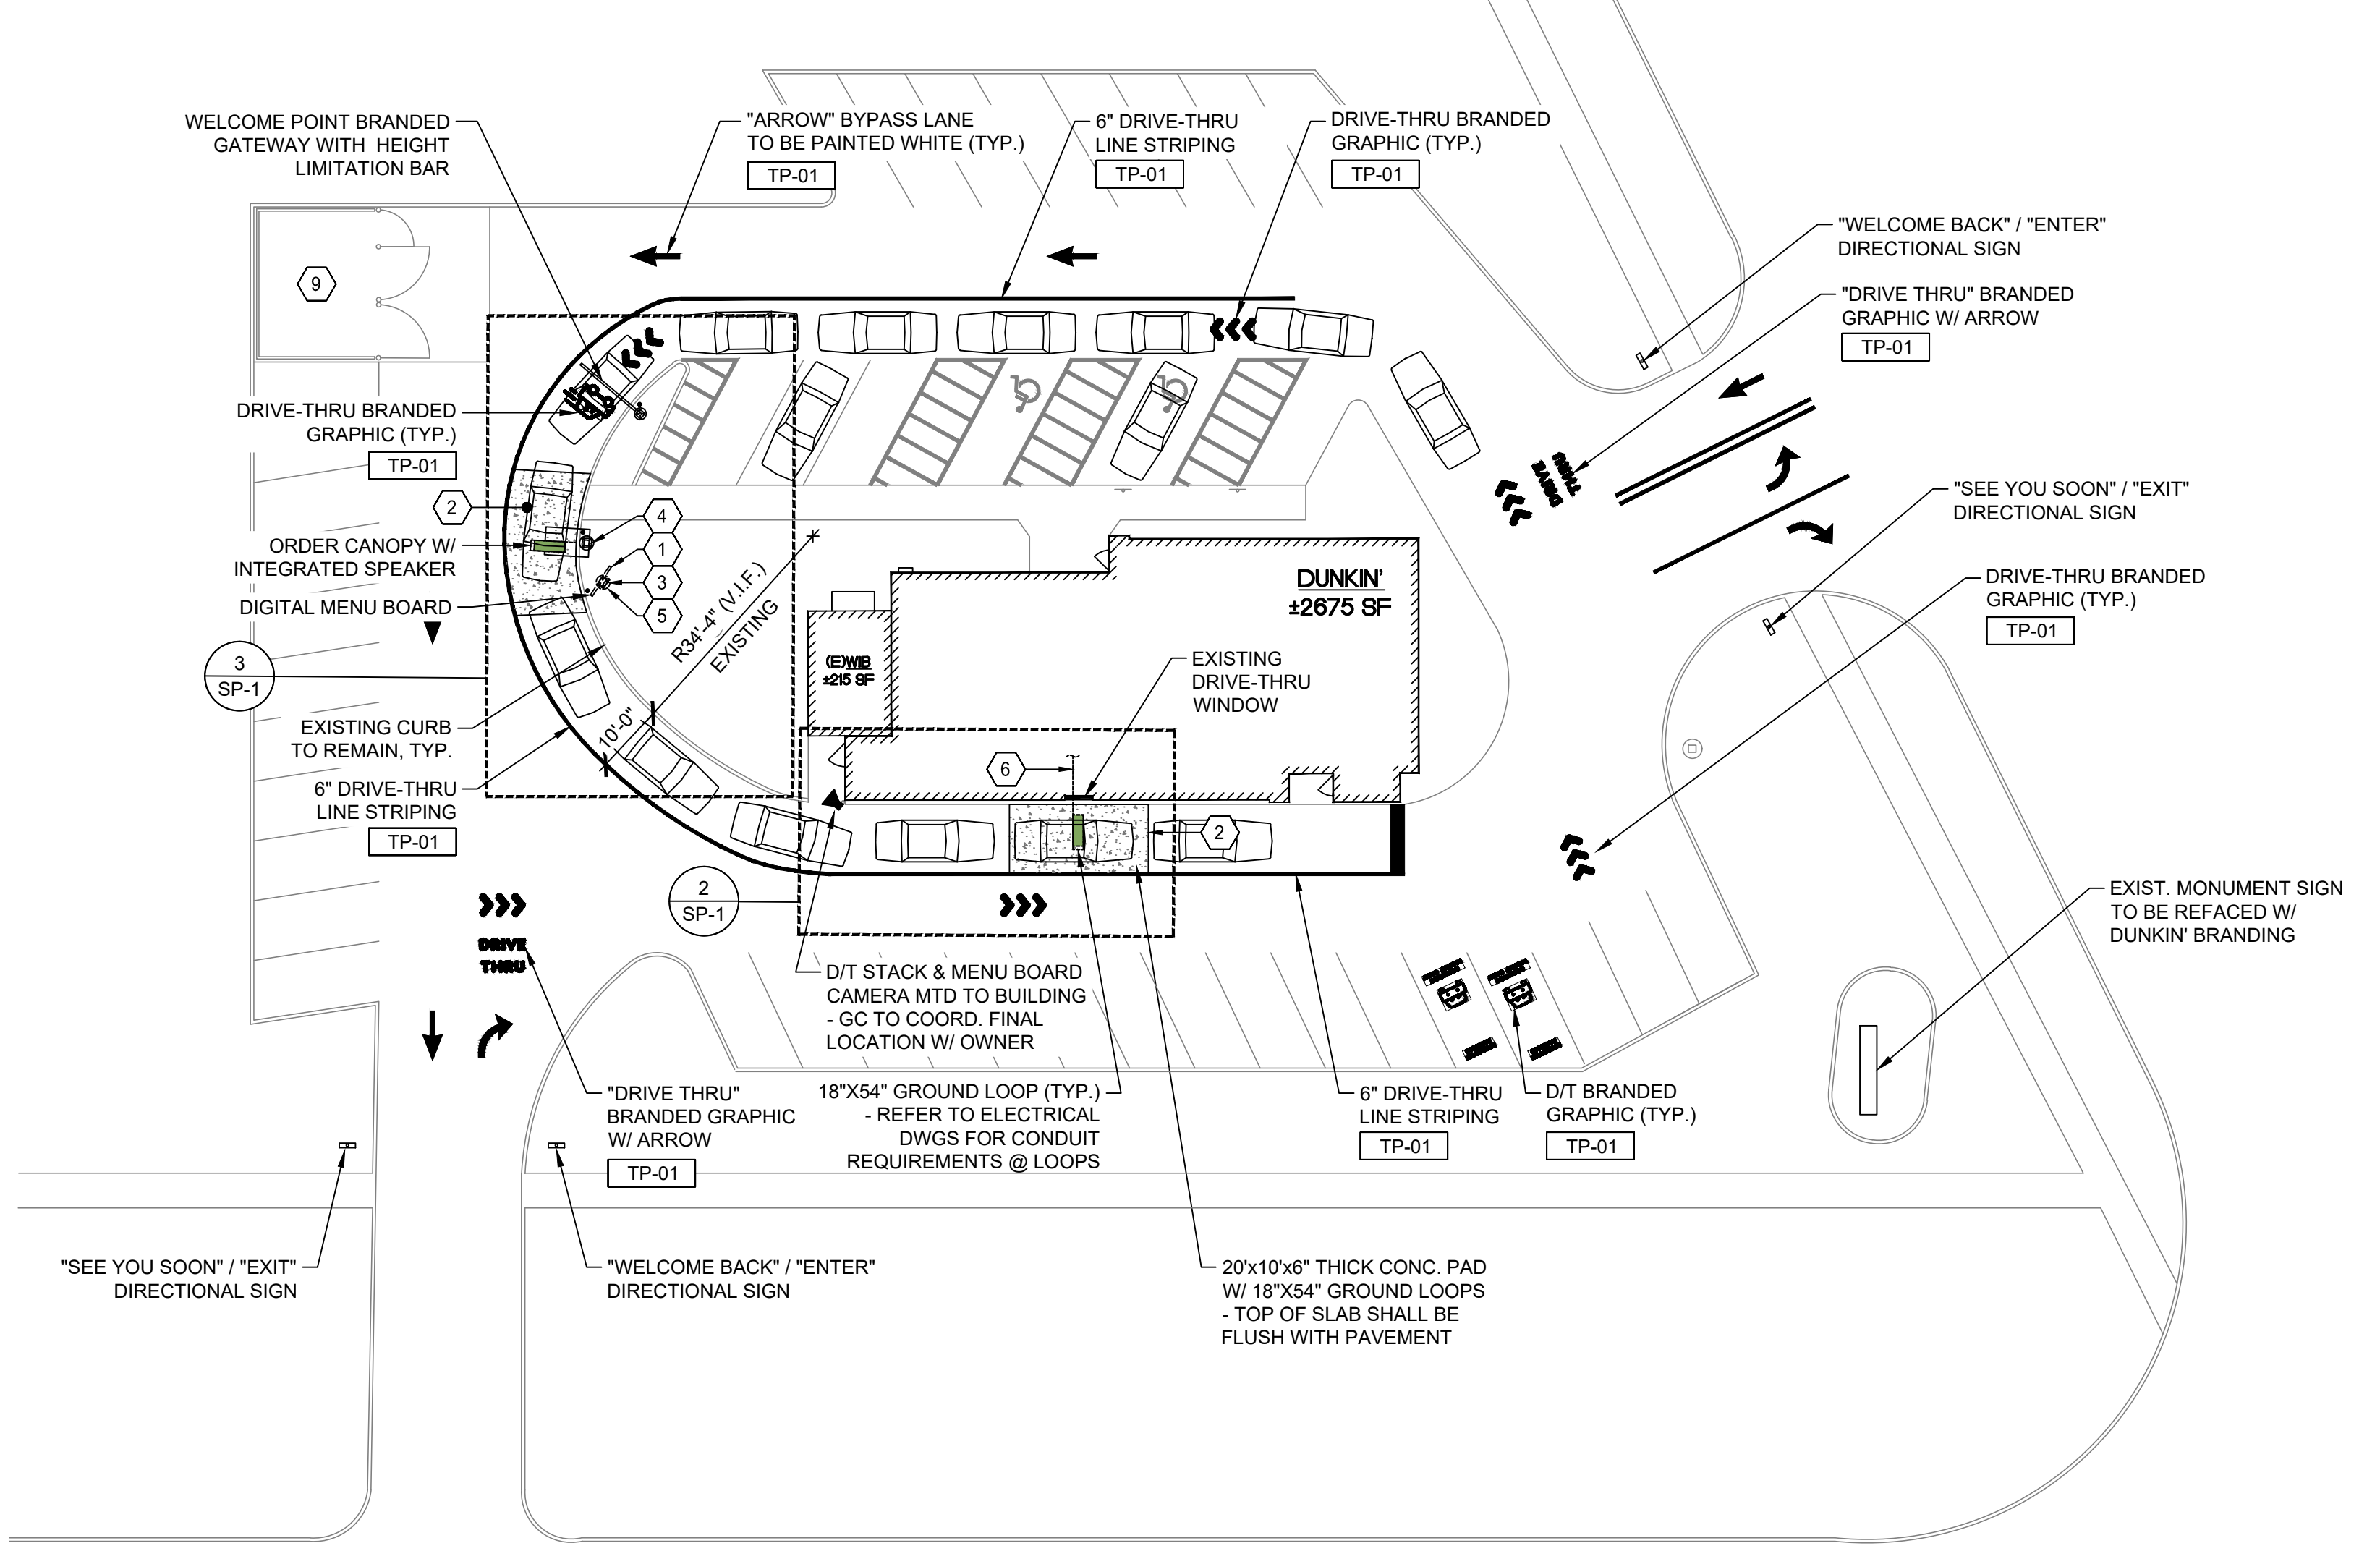 WELCOME POINT BRANDED
GATEWAY WITH HEIGHT
LIMITATION BAR
"ARROW" BYPASS LANE
TO BE PAINTED WHITE (TYP.)
TP-01
6" DRIVE-THRU
LINE STRIPING
TP-01
DRIVE-THRU BRANDED
GRAPHIC (TYP.)
TP-01
"WELCOME BACK" / "ENTER"
DIRECTIONAL SIGN
"DRIVE THRU" BRANDED
GRAPHIC W/ ARROW
TP-01
9
DRIVE-THRU BRANDED
GRAPHIC (TYP.)
TP-01
2
ORDER CANOPY W/
INTEGRATED SPEAKER
DIGITAL MENU BOARD
4
1
3
5
R34'-4" (V.I.F.)
EXISTING
DRIVE
THRU
"SEE YOU SOON" / "EXIT"
DIRECTIONAL SIGN
DRIVE-THRU BRANDED
GRAPHIC (TYP.)
TP-01
DUNKIN'
±2675 SF
(E)WIB
±215 SF
EXISTING
DRIVE-THRU
WINDOW
3
SP-1
EXISTING CURB
TO REMAIN, TYP.
10'-0"
6" DRIVE-THRU
LINE STRIPING
TP-01
6
2
2
SP-1
DRIVE
THRU
EXIST. MONUMENT SIGN
TO BE REFACED W/
DUNKIN' BRANDING
D/T STACK & MENU BOARD
CAMERA MTD TO BUILDING
- GC TO COORD. FINAL
LOCATION W/ OWNER
"DRIVE THRU"
BRANDED GRAPHIC
W/ ARROW
TP-01
18"X54" GROUND LOOP (TYP.)
- REFER TO ELECTRICAL
DWGS FOR CONDUIT
REQUIREMENTS @ LOOPS
6" DRIVE-THRU
LINE STRIPING
TP-01
D/T BRANDED
GRAPHIC (TYP.)
TP-01
"SEE YOU SOON" / "EXIT"
DIRECTIONAL SIGN
"WELCOME BACK" / "ENTER"
DIRECTIONAL SIGN
20'x10'x6" THICK CONC. PAD
W/ 18"X54" GROUND LOOPS
- TOP OF SLAB SHALL BE
FLUSH WITH PAVEMENT